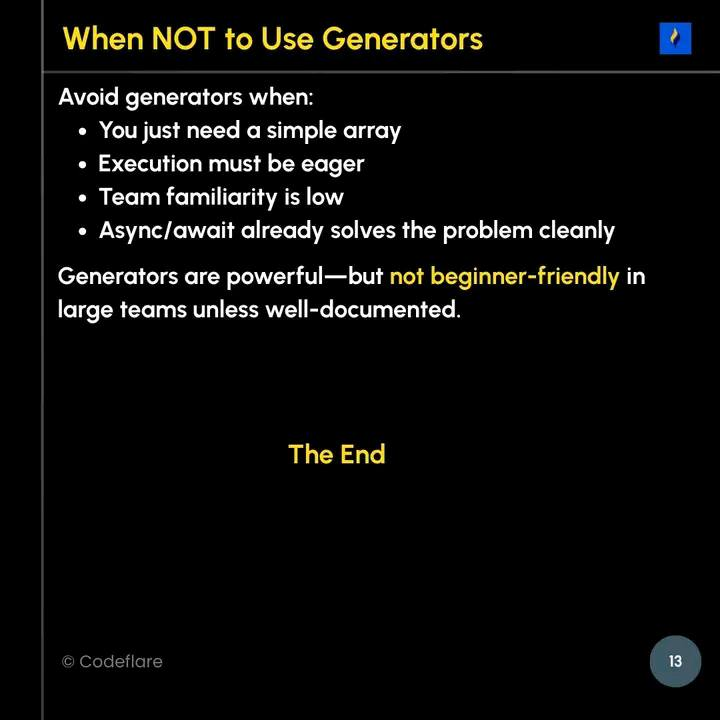 When NOT to Use Generators
Avoid generators when:
• You just need a simple array
• Execution must be eager
• Team familiarity is low
• Async/await already solves the problem cleanly
Generators are powerful—but not beginner-friendly in
large teams unless well-documented.
The End
© Codeflare
13